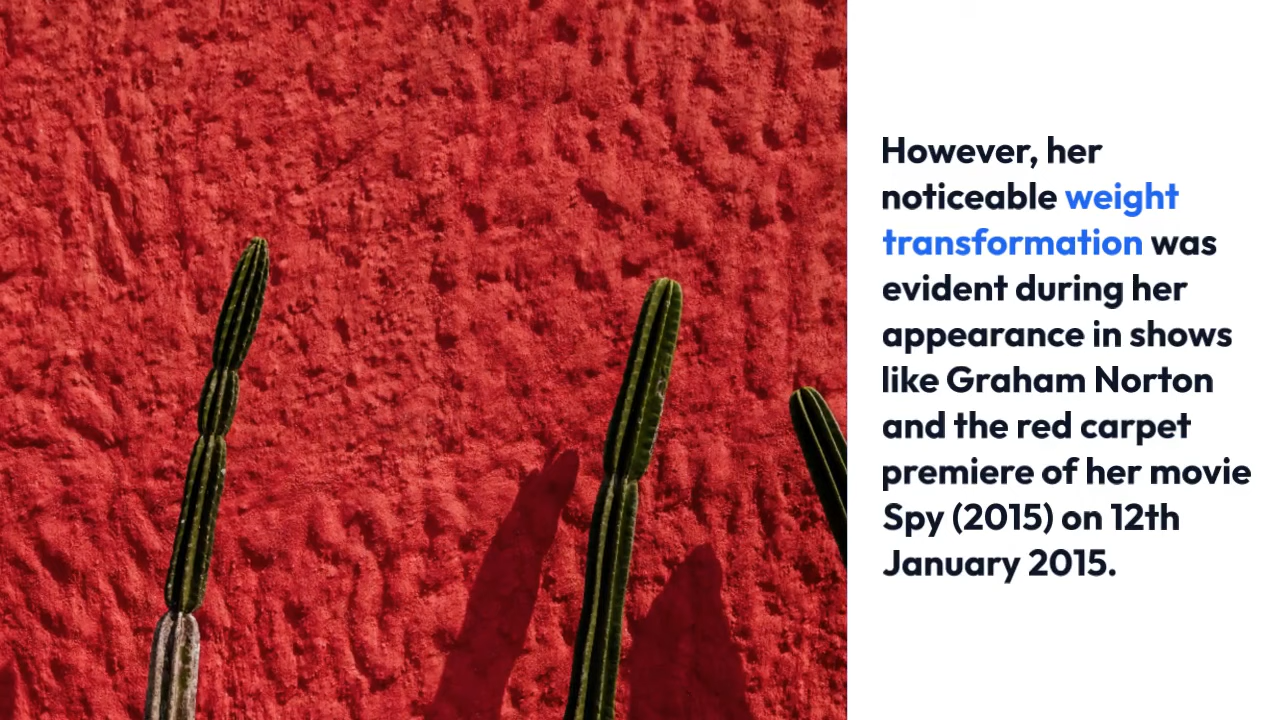 However, her
noticeable weight
transformation was
evident during her
appearance in shows
like Graham Norton
and the red carpet
premiere of her movie
Spy (2015) on 12th
January 2015.